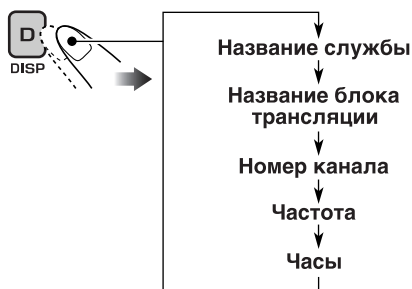 D
DISP
Название службы
Название блока
трансляции
Номер канала
Частота
Часы